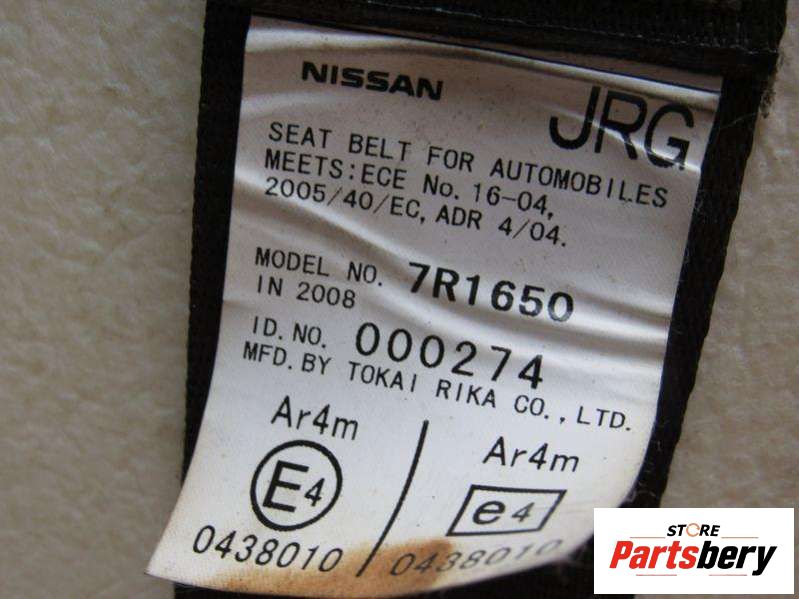 NISSAN
JRG
SEAT BELT FOR AUTOMOBILES
MEETS:ECE No. 16-04,
2005/40/EC, ADR 4/04.
MODEL NO. 7R1650
IN 2008
ID. NO. 000274
MFD. BY TOKAI RIKA CO., LTD.
Ar4m
E4
0438010
Ar4m
e4
0438010
STORE
Partsbery